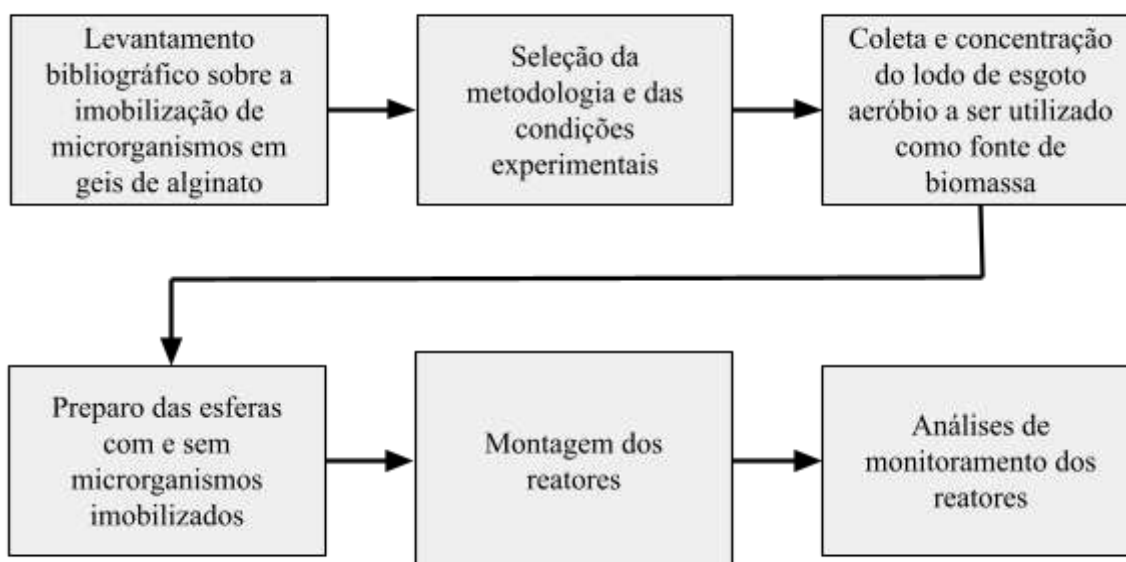 Levantamento
bibliográfico sobre a
imobilização de
microrganismos em
geis de alginato
Seleção da
metodologia e das
condições
experimentais
Coleta e concentração
do lodo de esgoto
aeróbio a ser utilizado
como fonte de
biomassa
Preparo das esferas
com e sem
microrganismos
imobilizados
Montagem dos
reatores
Análises de
monitoramento dos
reatores